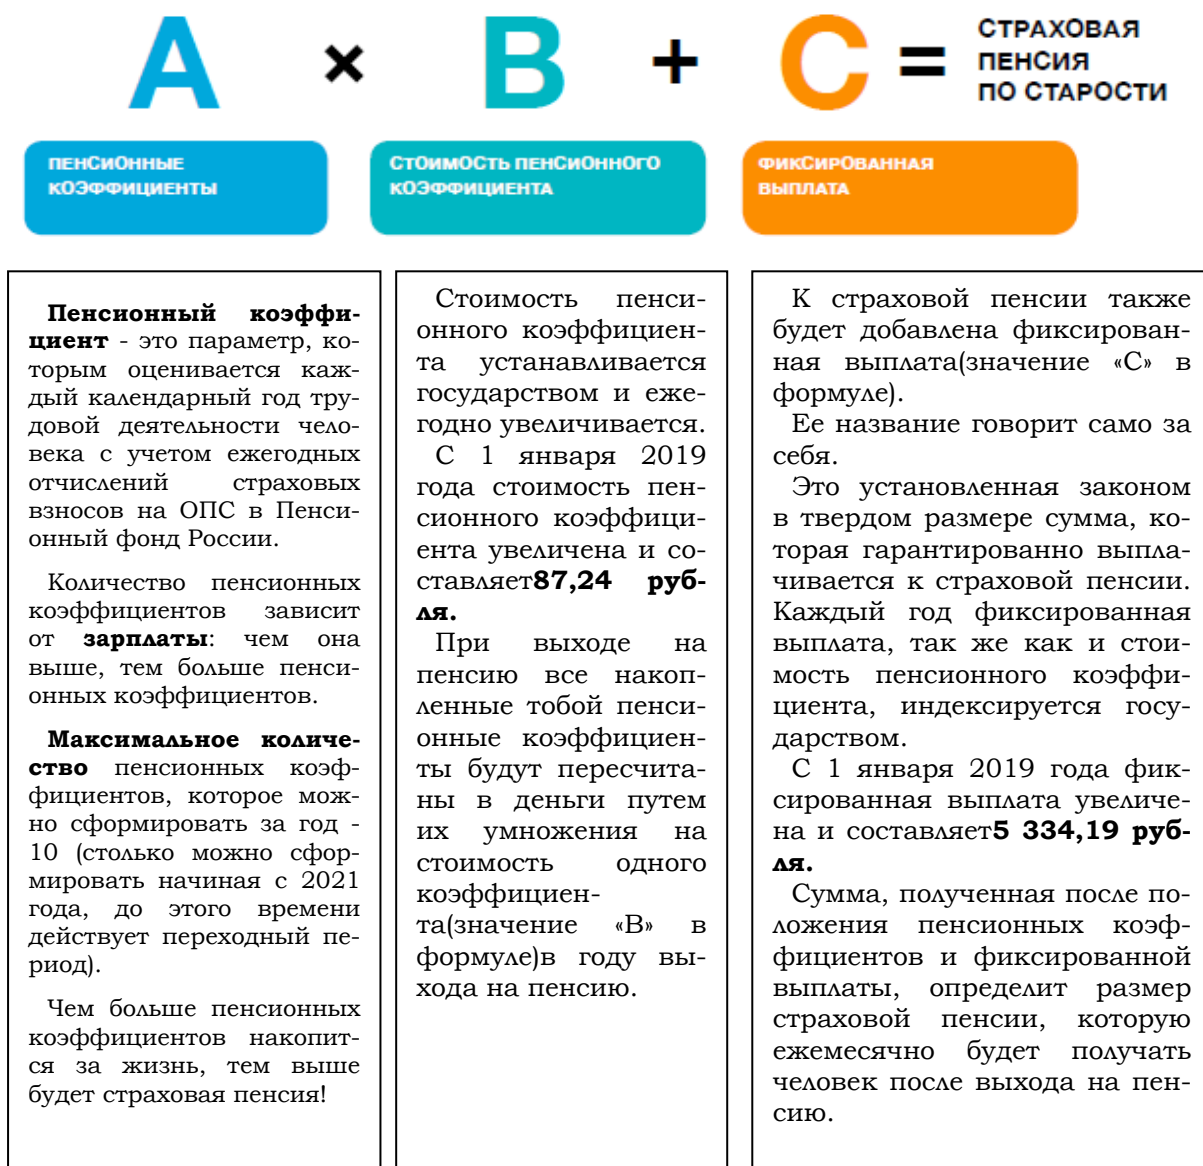 А × В + С =
СТРАХОВАЯ
ПЕНСИЯ
ПО СТАРОСТИ
ПЕНСИОННЫЕ
КОЭФФИЦИЕНТЫ
СТОИМОСТЬ ПЕНСИОННОГО
КОЭФФИЦИЕНТА
ФИКСИРОВАННАЯ
ВЫПЛАТА
Пенсионный коэффи-
циент - это параметр, ко-
торым оценивается каж-
дый календарный год тру-
довой деятельности чело-
века с учетом ежегодных
отчислений страховых
взносов на ОПС в Пенси-
онный фонд России.
Количество пенсионных
коэффициентов зависит
от зарплаты: чем она
выше, тем больше пенси-
онных коэффициентов.
Максимальное количе-
ство пенсионных коэф-
фициентов, которое мож-
но сформировать за год -
10 (столько можно сфор-
мировать начиная с 2021
года, до этого времени
действует переходный пе-
риод).
Чем больше пенсионных
коэффициентов накопит-
ся за жизнь, тем выше
будет страховая пенсия!
Стоимость пенси-
онного коэффициен-
та устанавливается
государством и еже-
годно увеличивается.
С 1 января 2019
года стоимость пен-
сионного коэффици-
ента увеличена и со-
ставляет87,24 руб-
ля.
При выходе на
пенсию все накоп-
ленные тобой пенси-
онные коэффициен-
ты будут пересчита-
ны в деньги путем
их умножения на
стоимость одного
коэффициен-
та(значение «В» в
формуле)в году вы-
хода на пенсию.
К страховой пенсии также
будет добавлена фиксирован-
ная выплата(значение «С» в
формуле).
Ее название говорит само за
себя.
Это установленная законом
в твердом размере сумма, ко-
торая гарантированно выпла-
чивается к страховой пенсии.
Каждый год фиксированная
выплата, так же как и стои-
мость пенсионного коэффи-
циента, индексируется госу-
дарством.
С 1 января 2019 года фик-
сированная выплата увеличе-
на и составляет5 334,19 руб-
ля.
Сумма, полученная после по-
ложения пенсионных коэф-
фициентов и фиксированной
выплаты, определит размер
страховой пенсии, которую
ежемесячно будет получать
человек после выхода на пен-
сию.